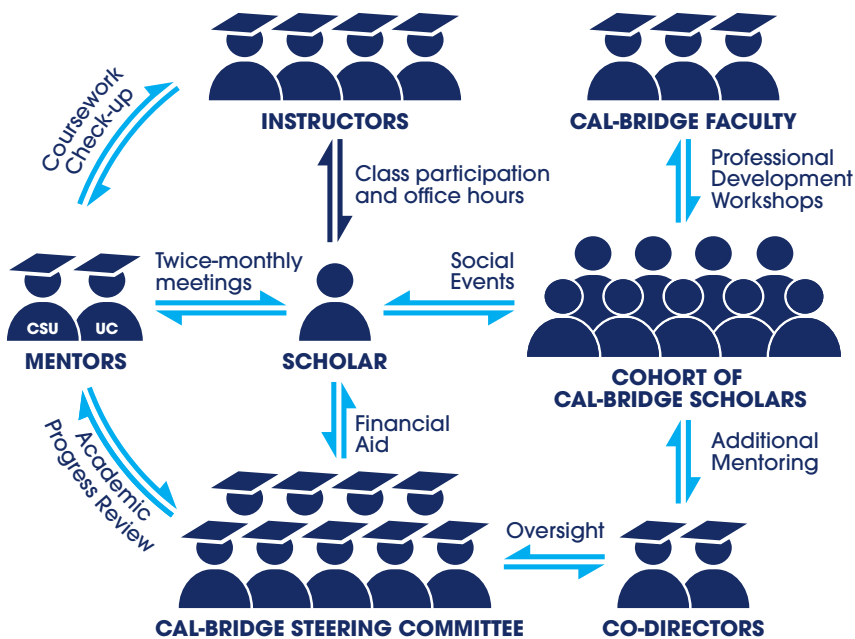 Coursework
Check-up
INSTRUCTORS
CAL-BRIDGE FACULTY
Class participation
and office hours
Professional
Development
Workshops
Twice-monthly
meetings
Social
Events
CSU
UC
MENTORS
SCHOLAR
COHORT OF
CAL-BRIDGE SCHOLARS
Academic
Progress Review
Financial
Aid
Additional
Mentoring
Oversight
CAL-BRIDGE STEERING COMMITTEE
CO-DIRECTORS